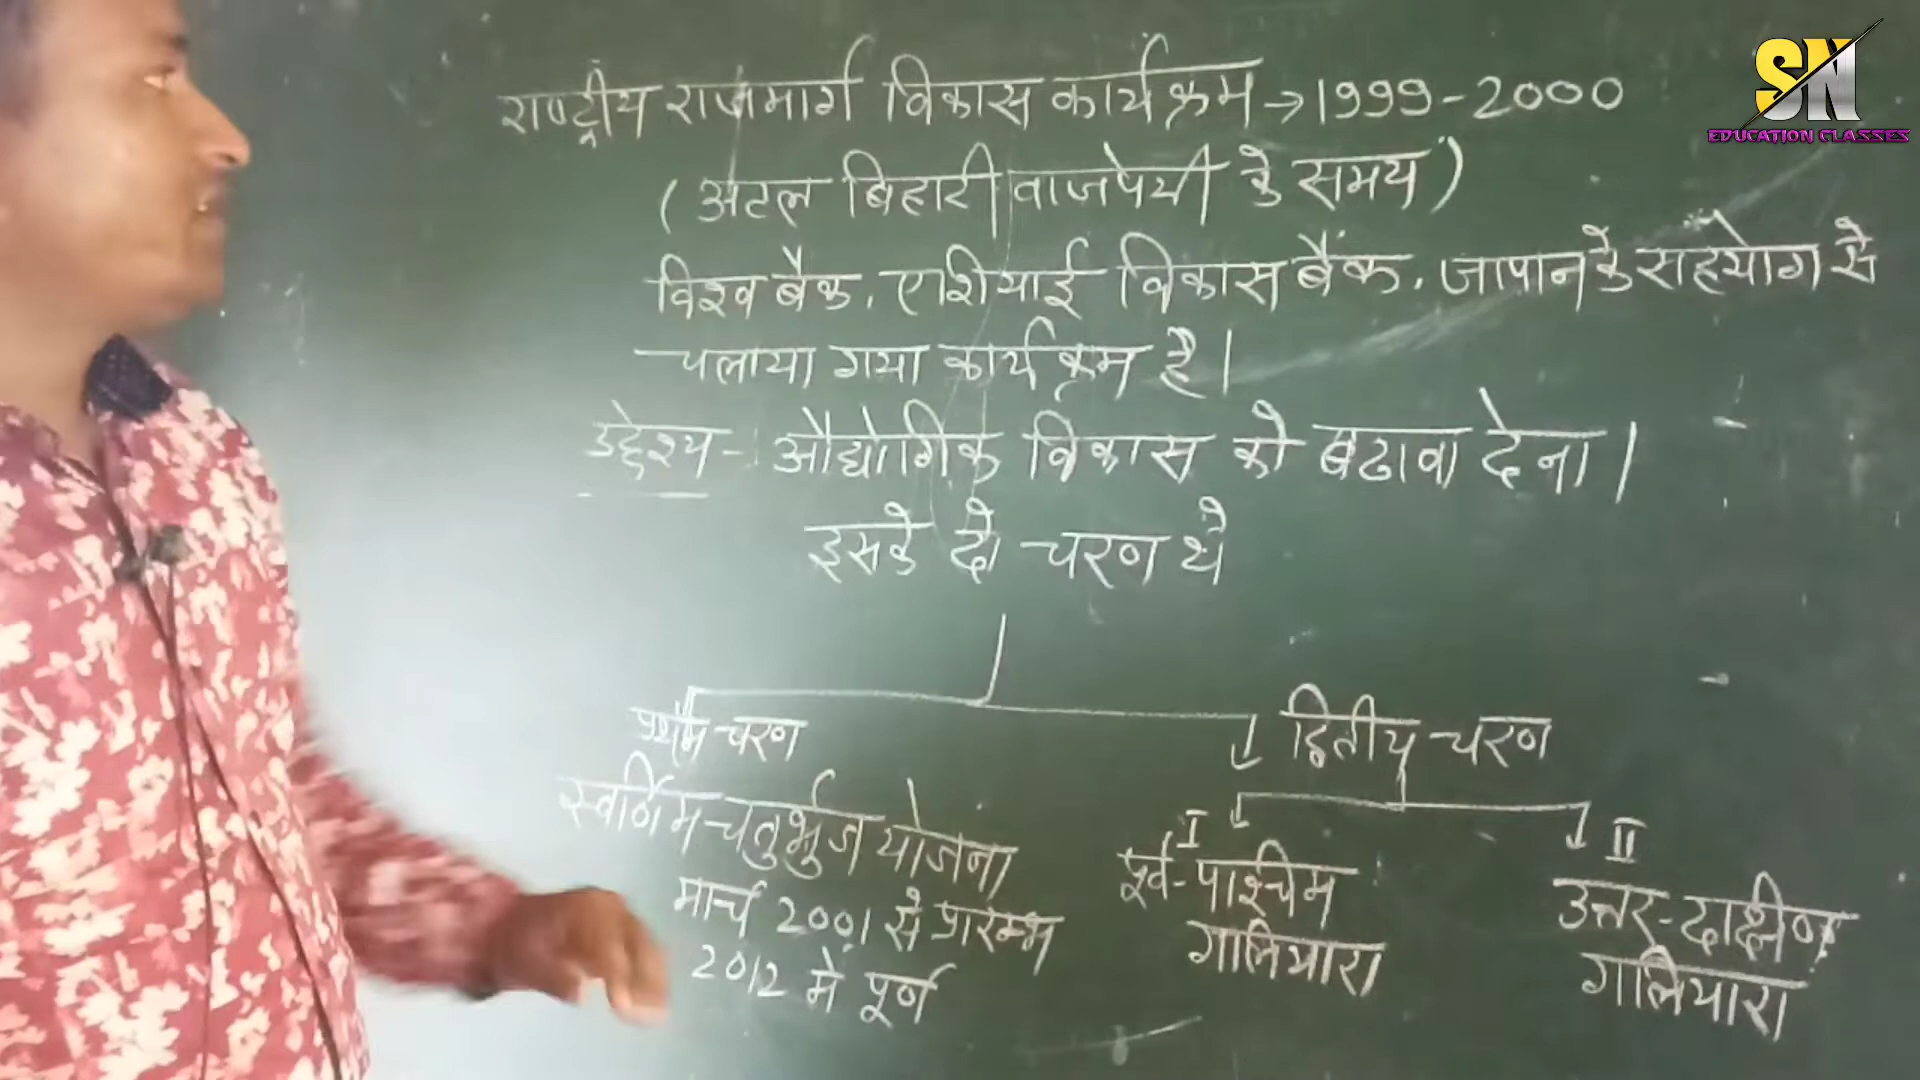 राष्ट्रीय राजमार्ग विकास कार्यक्रम → 1999-2000
(अटल बिहारी वाजपेयी के समय)
विश्व बैंक, एशियाई विकास बैंक, जापान के सहयोग से
चलाया गया कार्यक्रम है।
उद्देश्य - औद्योगिक विकास को बढावा देना।
इसके दो चरण थे
प्रथम चरण
स्वर्णिम चतुर्भुज योजना
मार्च 2001 से प्रारम्भ
2012 में पूर्ण
द्वितीय चरण
I
पूर्व-पश्चिम
गलियारा
II
उत्तर-दक्षिण
गलियारा
SN
EDUCATION CLASSES